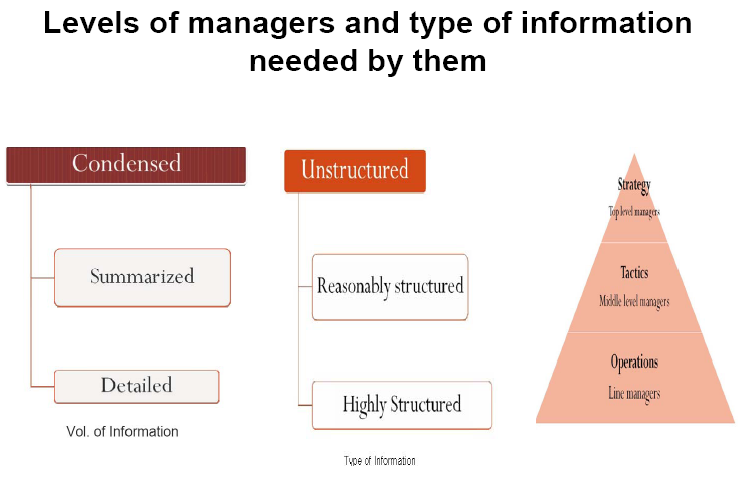 Levels of managers and type of information
needed by them
Condensed
Summarized
Detailed
Vol. of Information
Unstructured
Reasonably structured
Highly Structured
Type of Information
Strategy
Top level managers
Tactics
Middle level managers
Operations
Line managers